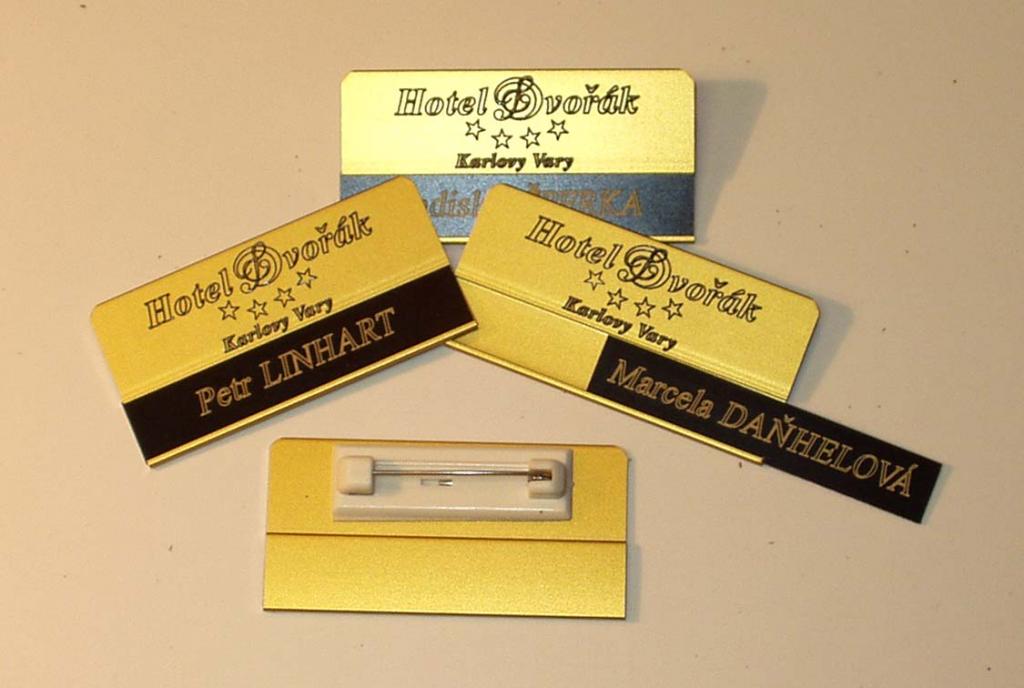 Hotel Dvořák
Karlovy Vary
Hotel Dvořák
Karlovy Vary
Petr LINHART
Hotel Dvořák
Karlovy Vary
Marcela DAŇHELOVÁ